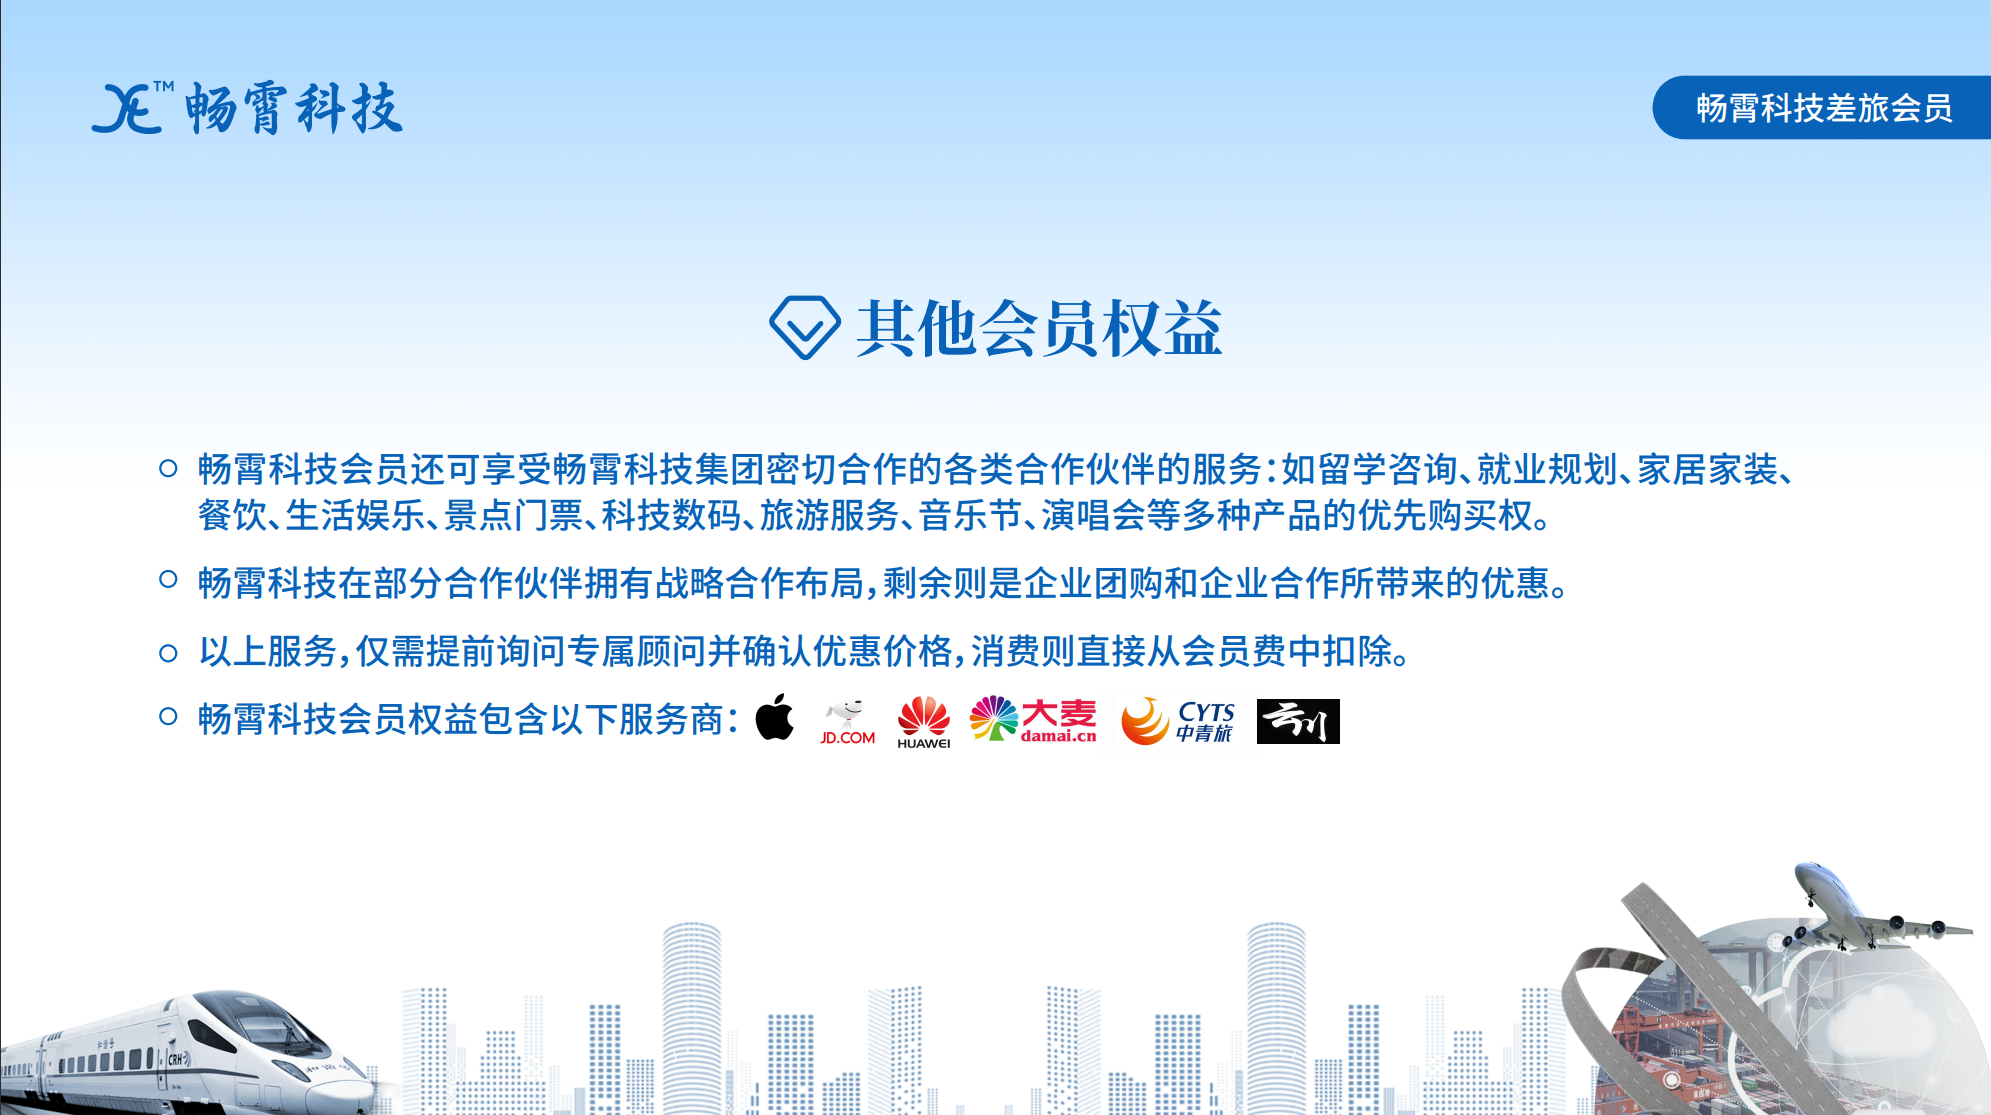 畅霄科技
TM
畅霄科技差旅会员
其他会员权益
畅霄科技会员还可享受畅霄科技集团密切合作的各类合作伙伴的服务：如留学咨询、就业规划、家居家装、
餐饮、生活娱乐、景点门票、科技数码、旅游服务、音乐节、演唱会等多种产品的优先购买权。
畅霄科技在部分合作伙伴拥有战略合作布局，剩余则是企业团购和企业合作所带来的优惠。
以上服务，仅需提前询问专属顾问并确认优惠价格，消费则直接从会员费中扣除。
畅霄科技会员权益包含以下服务商：
JD.COM
HUAWEI
大麦
damai.cn
CYTS
中青旅
云川
和谐号
CRH